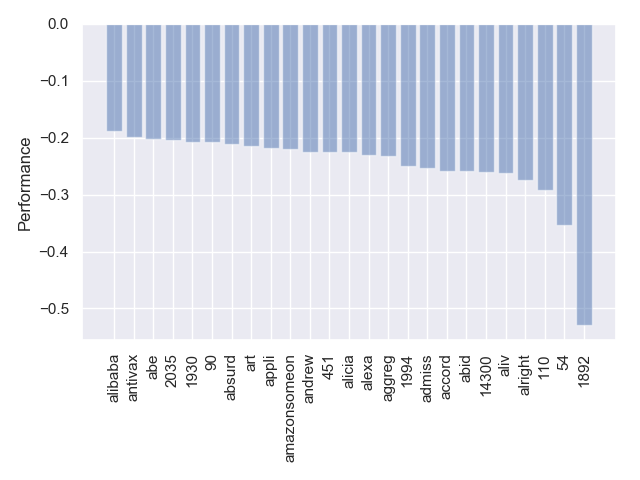 0.0
−0.1
−0.2
−0.3
−0.4
−0.5
Performance
alibaba
antivax
abe
2035
1930
90
absurd
art
appli
amazonsomeon
andrew
451
alicia
alexa
aggreg
1994
admiss
accord
abid
14300
aliv
alright
110
54
1892